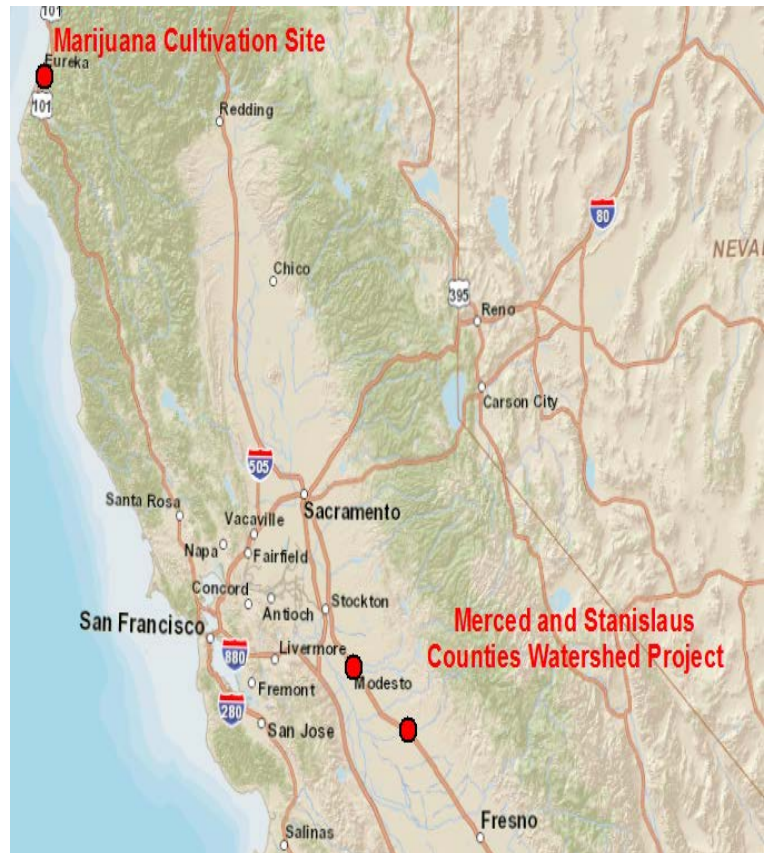 101
Marijuana Cultivation Site
Eureka
101
Redding
Chico
80
NEVA
395
Reno
Carson City
505
Santa Rosa
Sacramento
Vacaville
Napa
Fairfield
Concord
Antioch
Stockton
San Francisco
Merced and Stanislaus
Counties Watershed Project
880
Livermore
Modesto
Fremont
280
San Jose
Fresno
Salinas